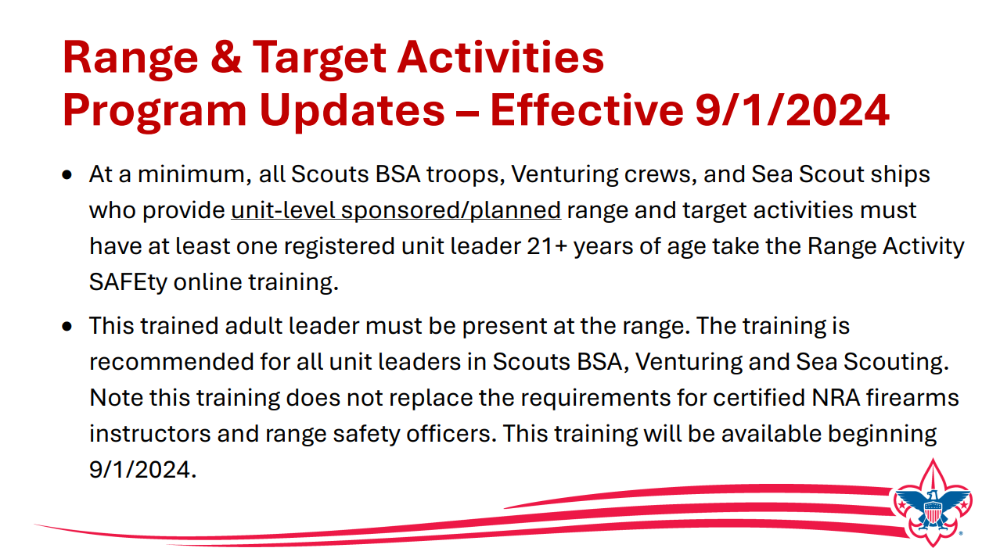 Range & Target Activities
Program Updates – Effective 9/1/2024
• At a minimum, all Scouts BSA troops, Venturing crews, and Sea Scout ships
who provide unit-level sponsored/planned range and target activities must
have at least one registered unit leader 21+ years of age take the Range Activity
SAFEty online training.
• This trained adult leader must be present at the range. The training is
recommended for all unit leaders in Scouts BSA, Venturing and Sea Scouting.
Note this training does not replace the requirements for certified NRA firearms
instructors and range safety officers. This training will be available beginning
9/1/2024.
®